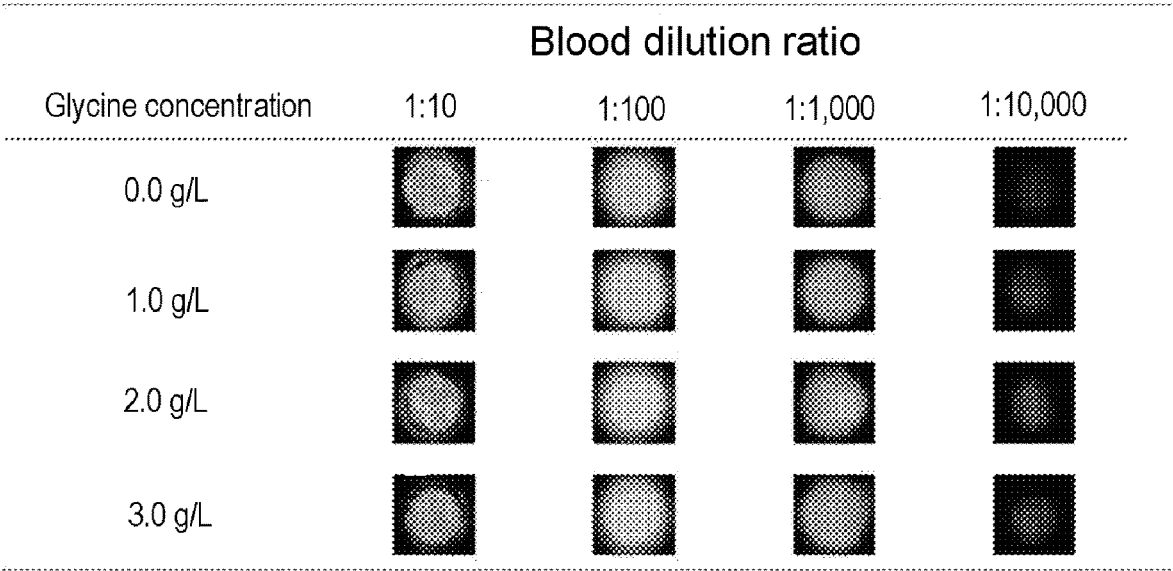 Blood dilution ratio
Glycine concentration 1:10 1:100 1:1,000 1:10,000
0.0 g/L
1.0 g/L
2.0 g/L
3.0 g/L